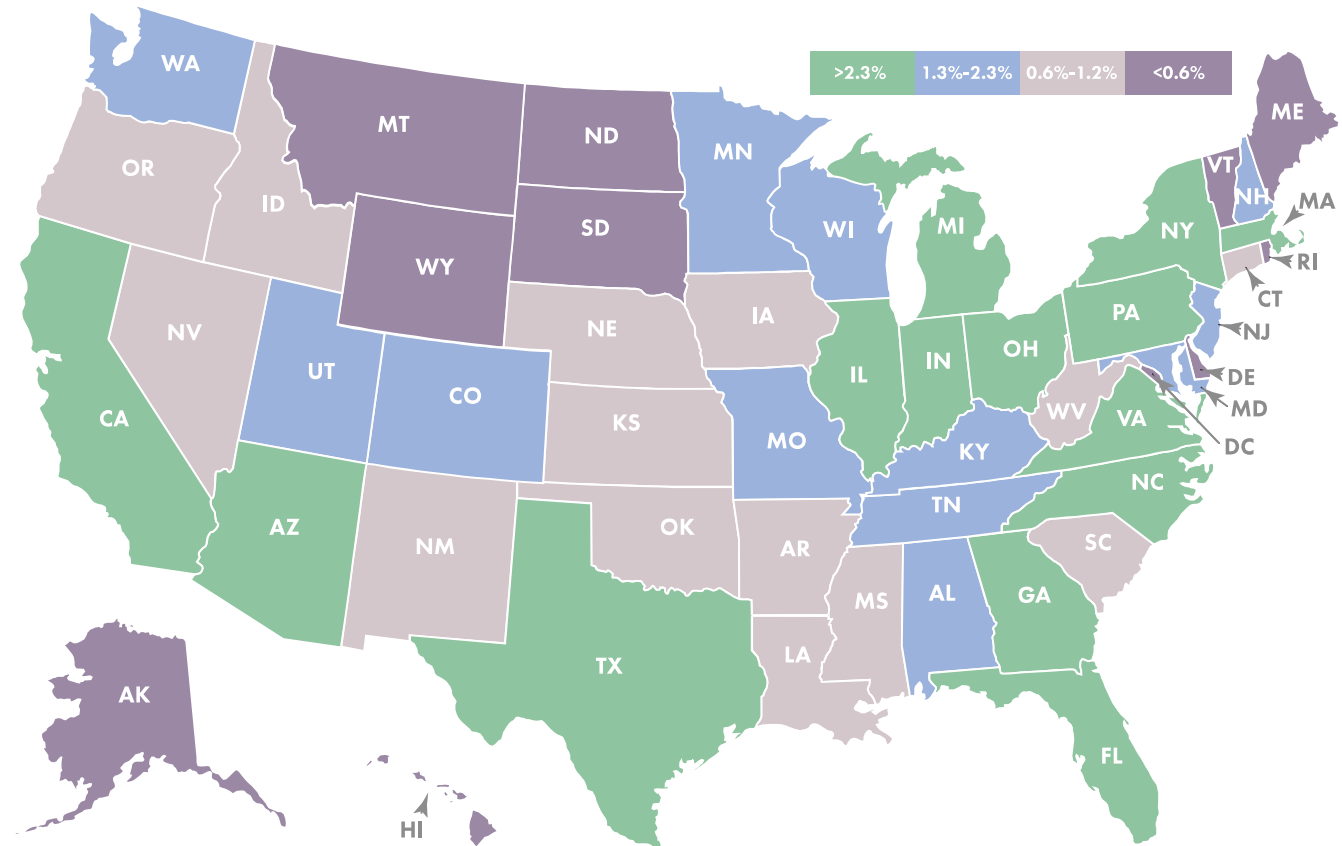 >2.3% 1.3%-2.3% 0.6%-1.2% <0.6%
WA
MT
ND
MN
ME
OR
ID
VT
NH
MA
WY
SD
WI
MI
NY
RI
CT
NV
UT
CO
NE
IA
IL
IN
OH
PA
NJ
DE
MD
DC
CA
KS
MO
KY
WV
VA
AZ
NM
OK
AR
TN
NC
SC
MS
AL
GA
TX
LA
FL
AK
HI